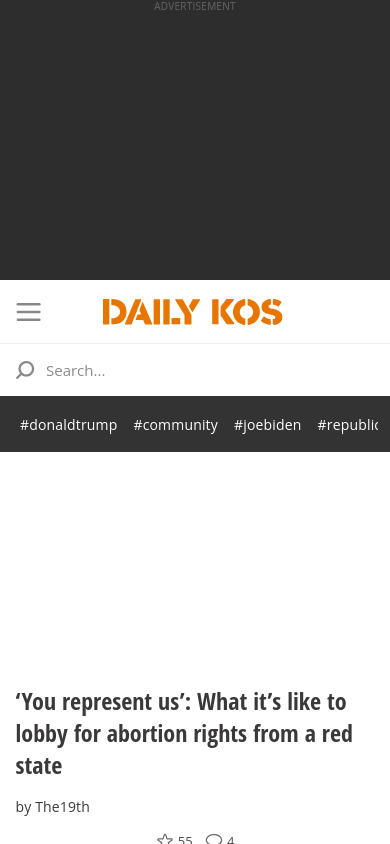 ADVERTISEMENT
DAILY KOS
Search...
#donaldtrump #community #joebiden #republic
‘You represent us’: What it’s like to
lobby for abortion rights from a red
state
by The19th
55 4